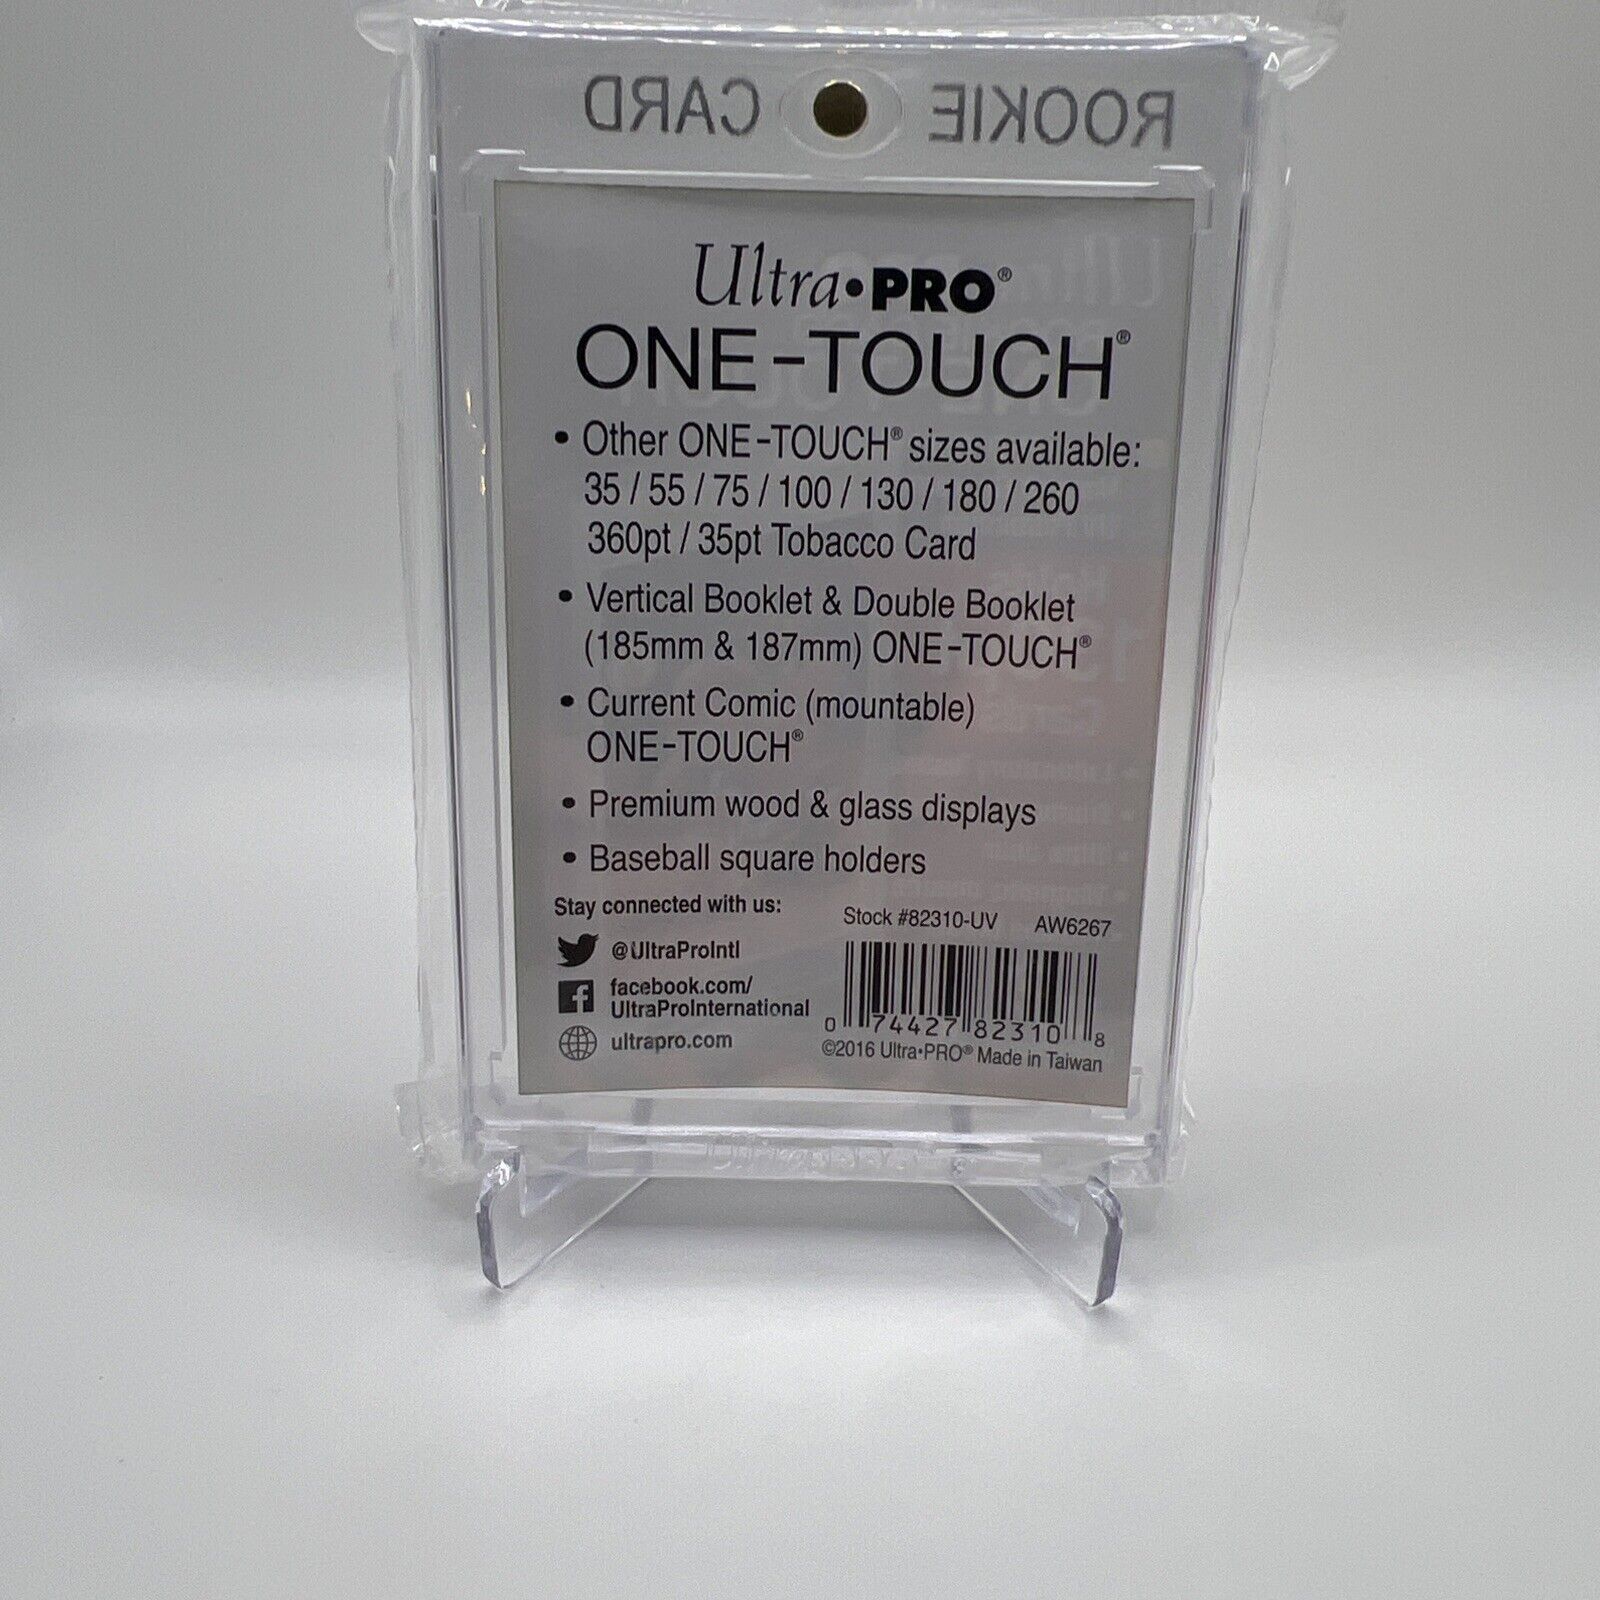 ROOKIE CARD
Ultra•PRO®
ONE-TOUCH®
• Other ONE-TOUCH® sizes available:
35 / 55 / 75 / 100 / 130 / 180 / 260
360pt / 35pt Tobacco Card
• Vertical Booklet & Double Booklet
(185mm & 187mm) ONE-TOUCH®
• Current Comic (mountable)
ONE-TOUCH®
• Premium wood & glass displays
• Baseball square holders
Stay connected with us:
@UltraProIntl
facebook.com/
UltraProInternational
ultrapro.com
Stock #82310-UV AW6267
0 74427 82310 8
©2016 Ultra•PRO® Made in Taiwan